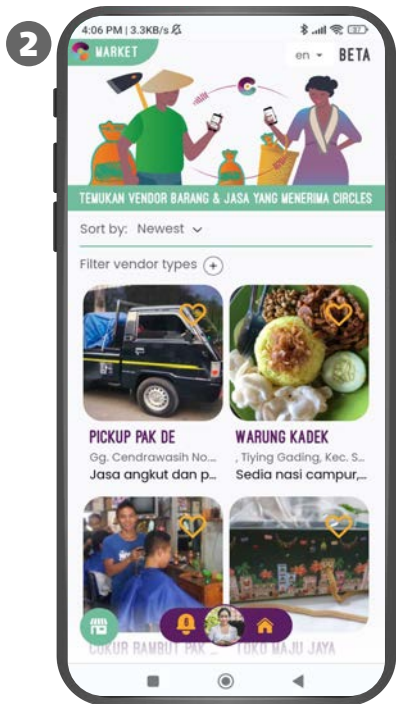 2
4:06 PM | 3.3KB/s
37
MARKET
en
BETA
TEMUKAN VENDOR BARANG & JASA YANG MENERIMA CIRCLES
Sort by: Newest
Filter vendor types
PICKUP PAK DE
Gg. Cendrawasih No....
Jasa angkut dan p...
WARUNG KADEK
, Tiying Gading, Kec. S...
Sedia nasi campur,...
6
CUKUR RAMBUT PAK ...
TOKO MAJU JAYA